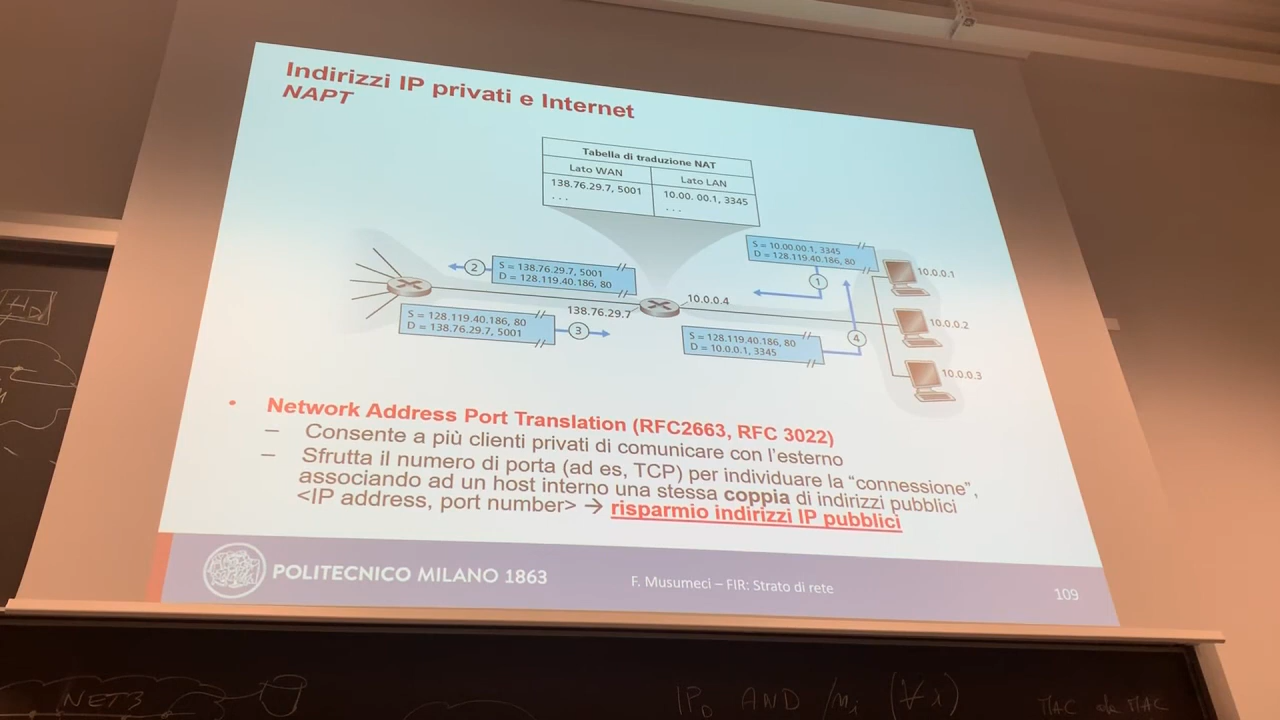 Indirizzi IP privati e Internet
NAPT
Tabella di traduzione NAT
Lato WAN Lato LAN
138.76.29.7, 5001 10.00. 00.1, 3345
. . . . . .
S = 10.00.00.1, 3345
D = 128.119.40.186, 80
1
10.0.0.1
2
S = 138.76.29.7, 5001
D = 128.119.40.186, 80
10.0.0.4
138.76.29.7
10.0.0.2
S = 128.119.40.186, 80
D = 138.76.29.7, 5001
3
S = 128.119.40.186, 80
D = 10.0.0.1, 3345
4
10.0.0.3
• Network Address Port Translation (RFC2663, RFC 3022)
– Consente a più clienti privati di comunicare con l'esterno
– Sfrutta il numero di porta (ad es, TCP) per individuare la “connessione”,
associando ad un host interno una stessa coppia di indirizzi pubblici
<IP address, port number> → risparmio indirizzi IP pubblici
POLITECNICO MILANO 1863
F. Musumeci – FIR: Strato di rete
109
NET3
IP₀ AND /mᵢ (∀ i)
MAC MAC